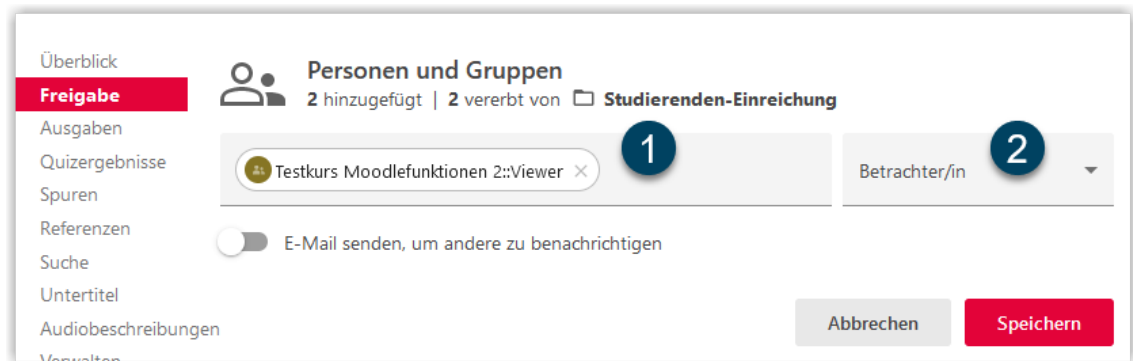 Überblick
Freigabe
Ausgaben
Quizergebnisse
Spuren
Referenzen
Suche
Untertitel
Audiobeschreibungen
Verwalten
Personen und Gruppen
2 hinzugefügt | 2 vererbt von Studierenden-Einreichung
1
Testkurs Moodlefunktionen 2::Viewer ×
2
Betrachter/in
E-Mail senden, um andere zu benachrichtigen
Abbrechen
Speichern